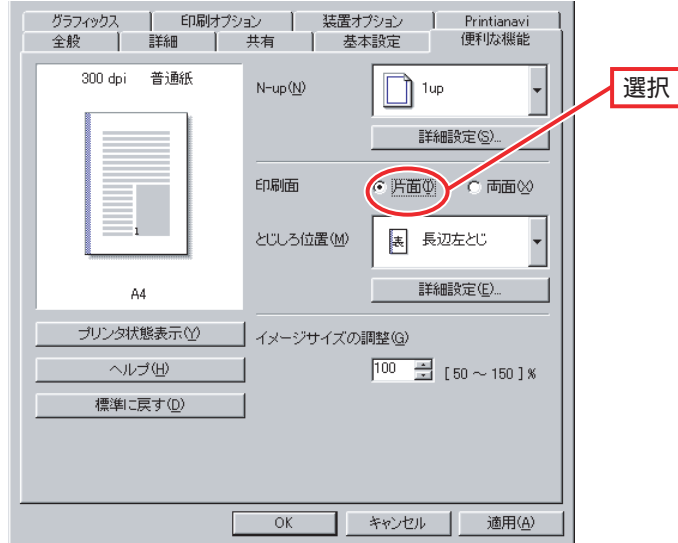 グラフィックス 印刷オプション 装置オプション Printianavi
全般 詳細 共有 基本設定 便利な機能
300 dpi 普通紙
1
A4
プリンタ状態表示(Y)
ヘルプ(H)
標準に戻す(D)
N-up(N) 1up
詳細設定(S)...
印刷面 片面(I) 両面(X)
とじしろ位置(M) 表 長辺左とじ
詳細設定(E)...
イメージサイズの調整(G)
100 [ 50 ～ 150 ] %
選択
OK キャンセル 適用(A)